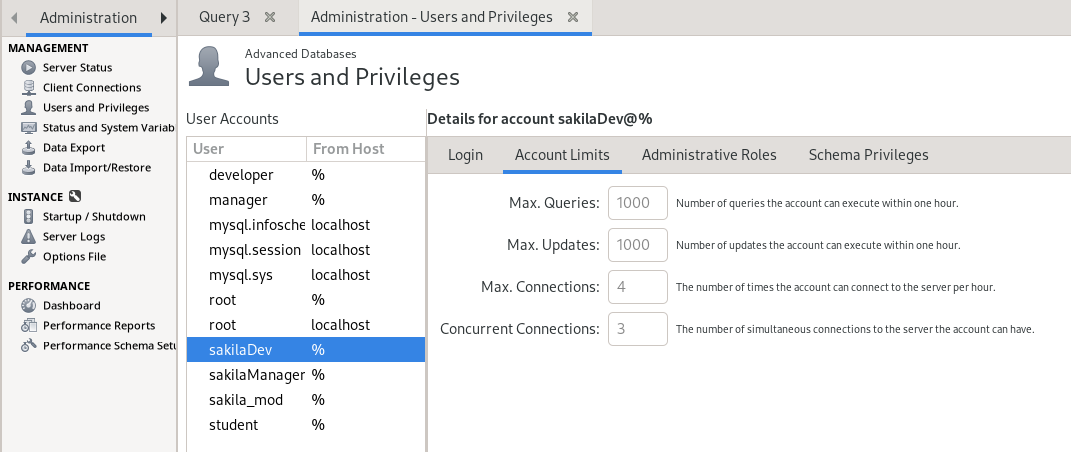 Administration
MANAGEMENT
Server Status
Client Connections
Users and Privileges
Status and System Variab
Data Export
Data Import/Restore
INSTANCE
Startup / Shutdown
Server Logs
Options File
PERFORMANCE
Dashboard
Performance Reports
Performance Schema Setu
Query 3
Administration - Users and Privileges
Advanced Databases
Users and Privileges
User Accounts
User From Host
developer %
manager %
mysql.infosche localhost
mysql.session localhost
mysql.sys localhost
root %
root localhost
sakilaDev %
sakilaManager %
sakila_mod %
student %
Details for account sakilaDev@%
Login Account Limits Administrative Roles Schema Privileges
Max. Queries: 1000 Number of queries the account can execute within one hour.
Max. Updates: 1000 Number of updates the account can execute within one hour.
Max. Connections: 4 The number of times the account can connect to the server per hour.
Concurrent Connections: 3 The number of simultaneous connections to the server the account can have.